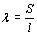 λ = S/l